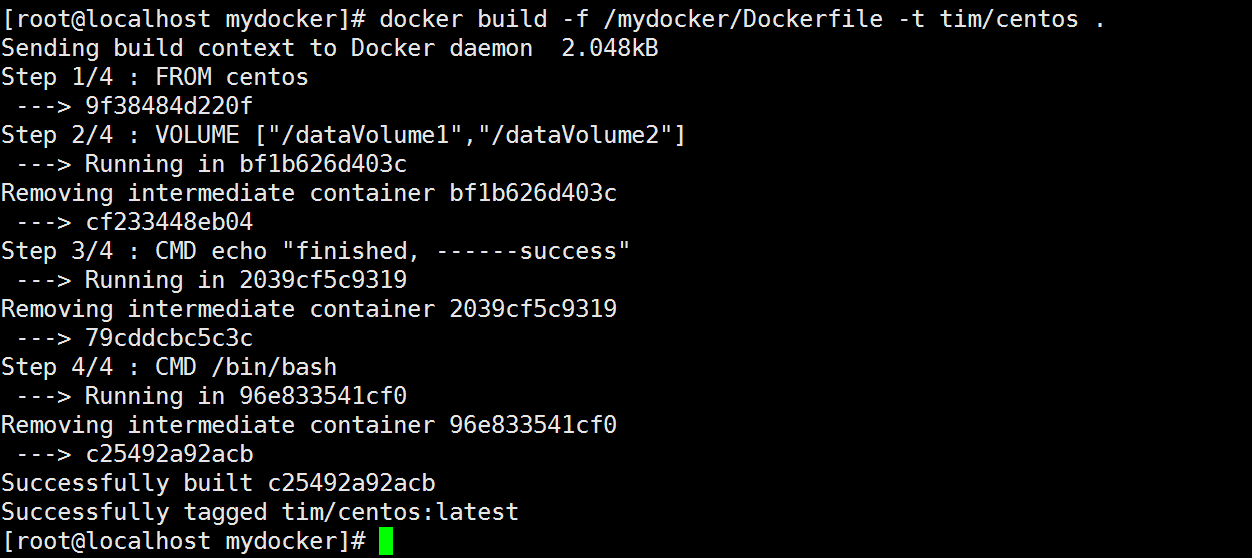 [root@localhost mydocker]# docker build -f /mydocker/Dockerfile -t tim/centos .
Sending build context to Docker daemon  2.048kB
Step 1/4 : FROM centos
 ---> 9f38484d220f
Step 2/4 : VOLUME ["/dataVolume1","/dataVolume2"]
 ---> Running in bf1b626d403c
Removing intermediate container bf1b626d403c
 ---> cf233448eb04
Step 3/4 : CMD echo "finished, ------success"
 ---> Running in 2039cf5c9319
Removing intermediate container 2039cf5c9319
 ---> 79cddcbc5c3c
Step 4/4 : CMD /bin/bash
 ---> Running in 96e833541cf0
Removing intermediate container 96e833541cf0
 ---> c25492a92acb
Successfully built c25492a92acb
Successfully tagged tim/centos:latest
[root@localhost mydocker]#